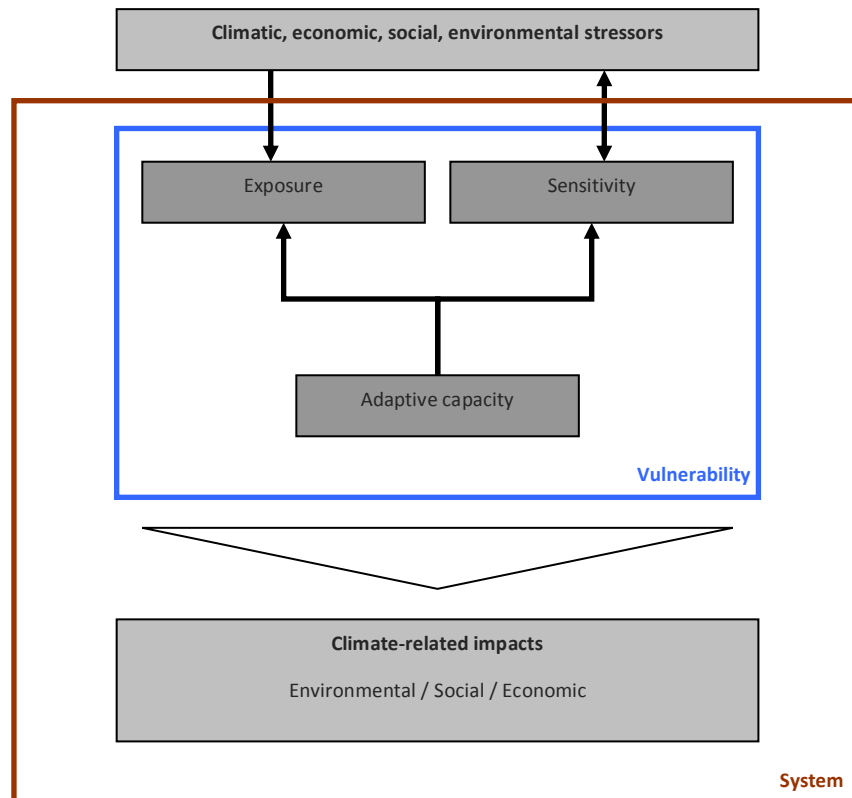 Climatic, economic, social, environmental stressors
Exposure
Sensitivity
Adaptive capacity
Vulnerability
Climate-related impacts
Environmental / Social / Economic
System